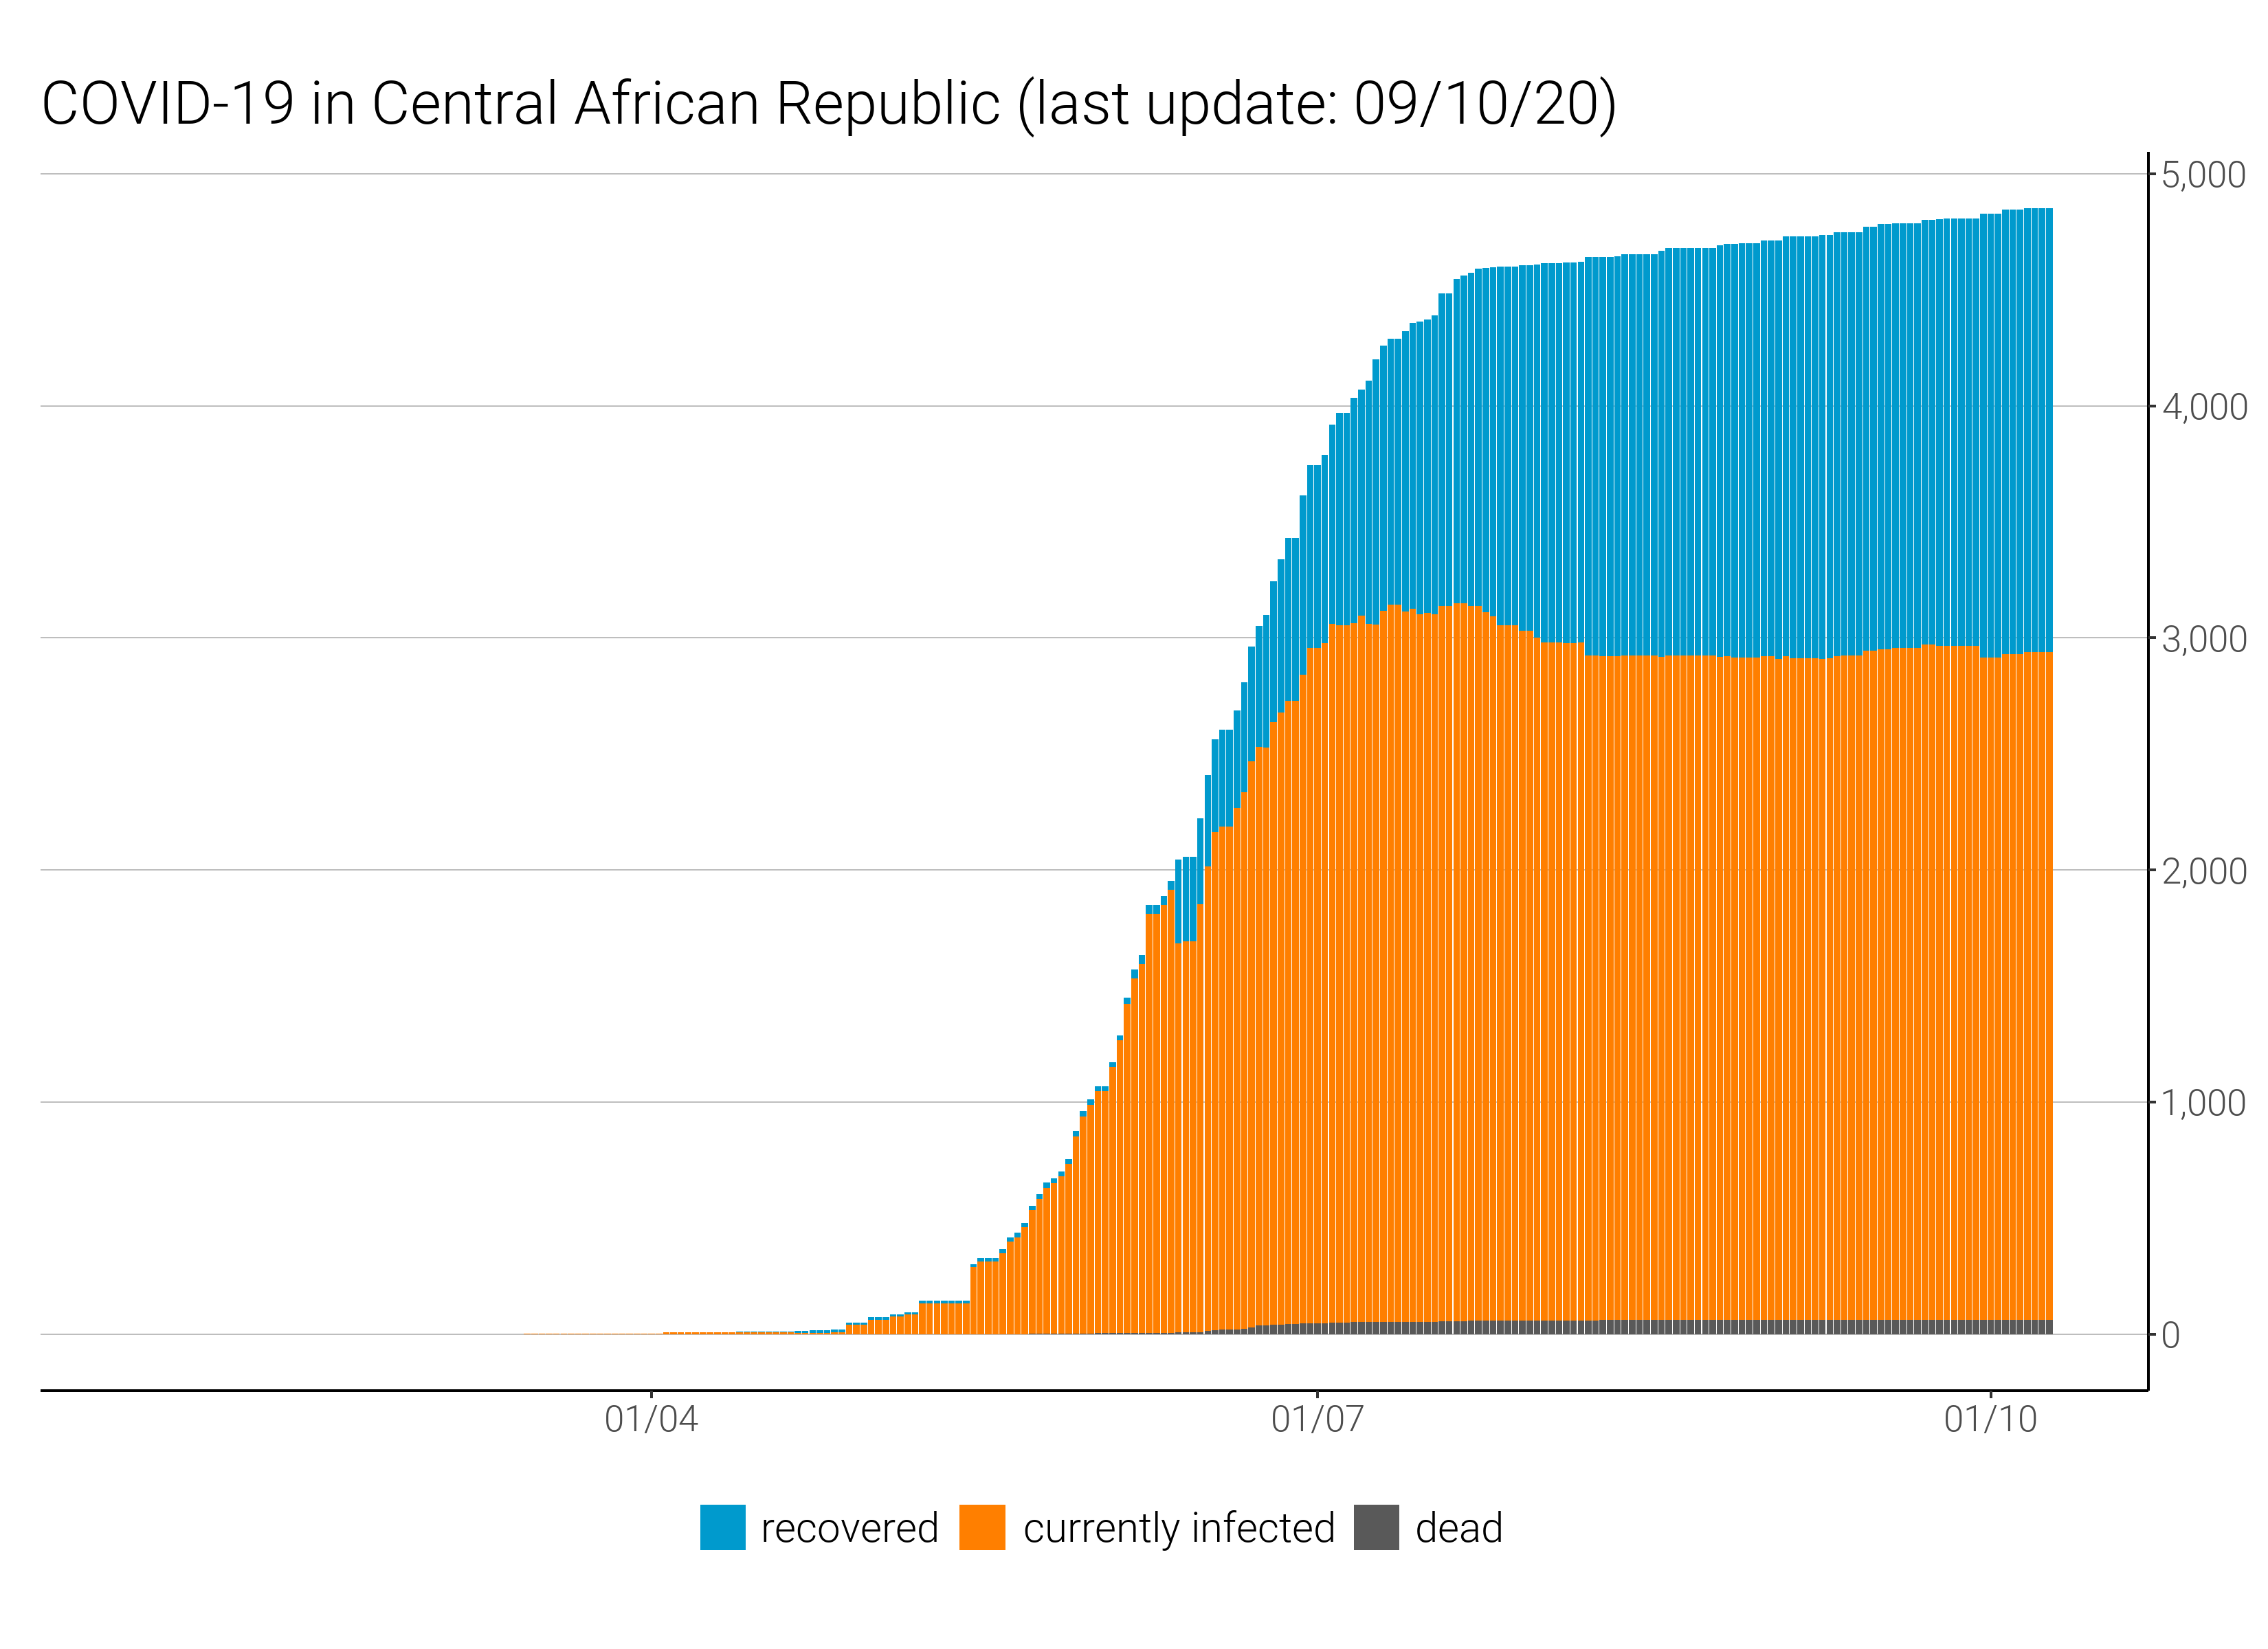 COVID-19 in Central African Republic (last update: 09/10/20)
5,000
4,000
3,000
2,000
1,000
0
01/04 01/07 01/10
recovered currently infected dead